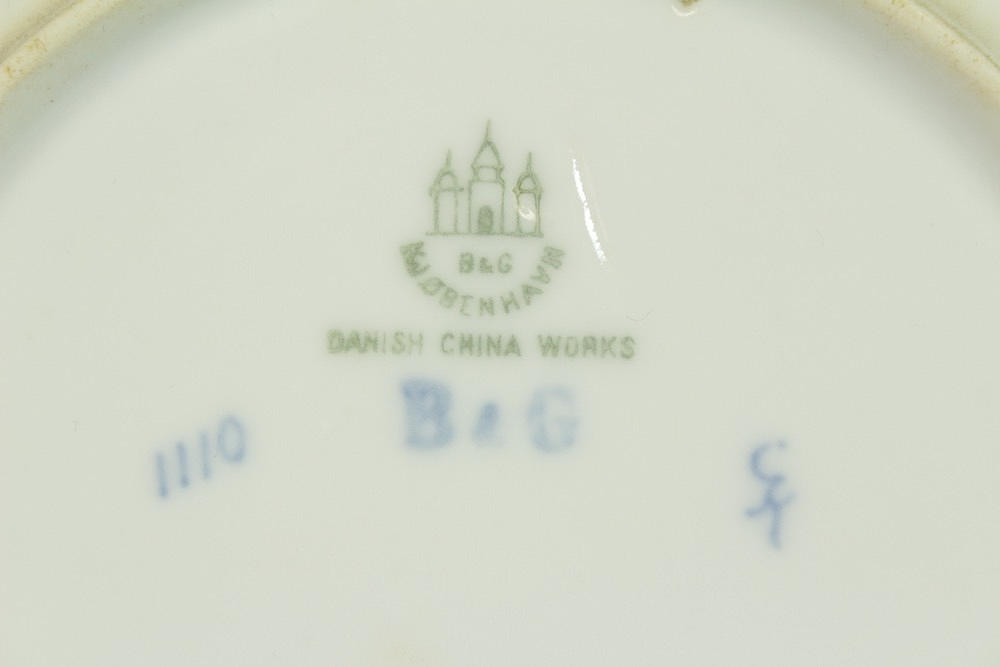 B&G
KJØBENHAVN
DANISH CHINA WORKS
B&G
1110